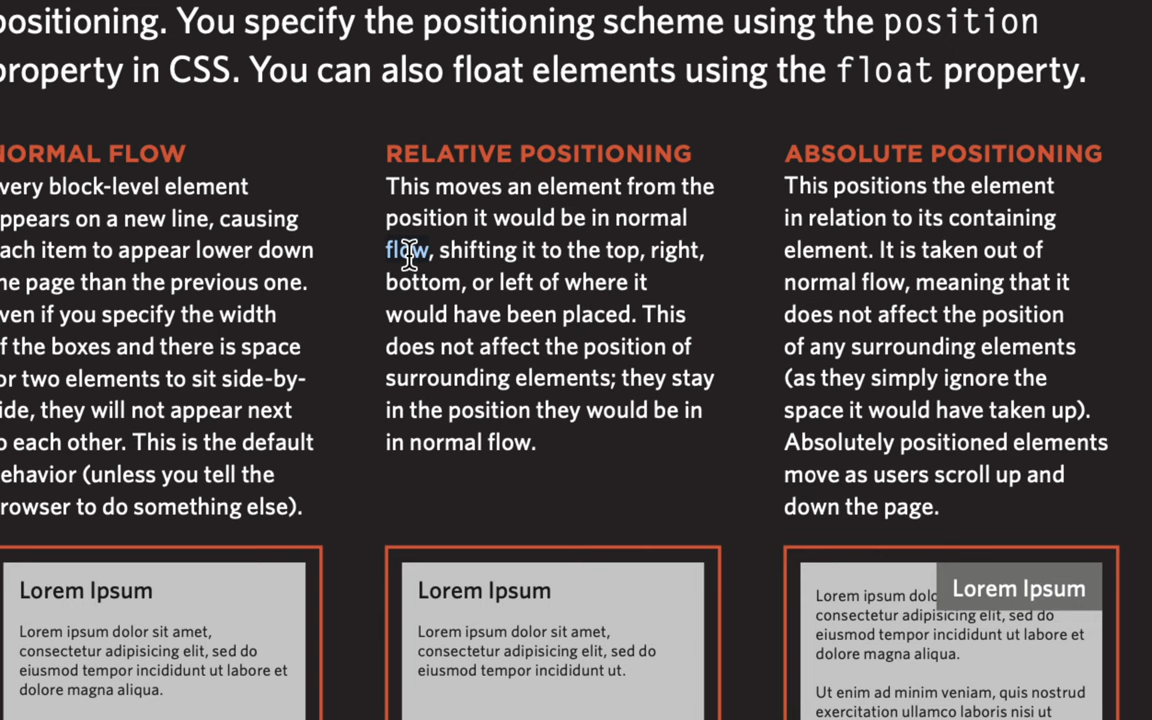 positioning. You specify the positioning scheme using the position
property in CSS. You can also float elements using the float property.
NORMAL FLOW
very block-level element
ppears on a new line, causing
ach item to appear lower down
he page than the previous one.
ven if you specify the width
f the boxes and there is space
or two elements to sit side-by-
ide, they will not appear next
o each other. This is the default
ehavior (unless you tell the
rowser to do something else).
RELATIVE POSITIONING
This moves an element from the
position it would be in normal
flow, shifting it to the top, right,
bottom, or left of where it
would have been placed. This
does not affect the position of
surrounding elements; they stay
in the position they would be in
in normal flow.
ABSOLUTE POSITIONING
This positions the element
in relation to its containing
element. It is taken out of
normal flow, meaning that it
does not affect the position
of any surrounding elements
(as they simply ignore the
space it would have taken up).
Absolutely positioned elements
move as users scroll up and
down the page.
Lorem Ipsum
Lorem ipsum dolor sit amet,
consectetur adipisicing elit, sed do
eiusmod tempor incididunt ut labore et
dolore magna aliqua.
Lorem Ipsum
Lorem ipsum dolor sit amet,
consectetur adipisicing elit, sed do
eiusmod tempor incididunt ut.
Lorem Ipsum
Lorem ipsum dolo
consectetur adipisicing elit, sed do
eiusmod tempor incididunt ut labore et
dolore magna aliqua.
Ut enim ad minim veniam, quis nostrud
exercitation ullamco laboris nisi ut